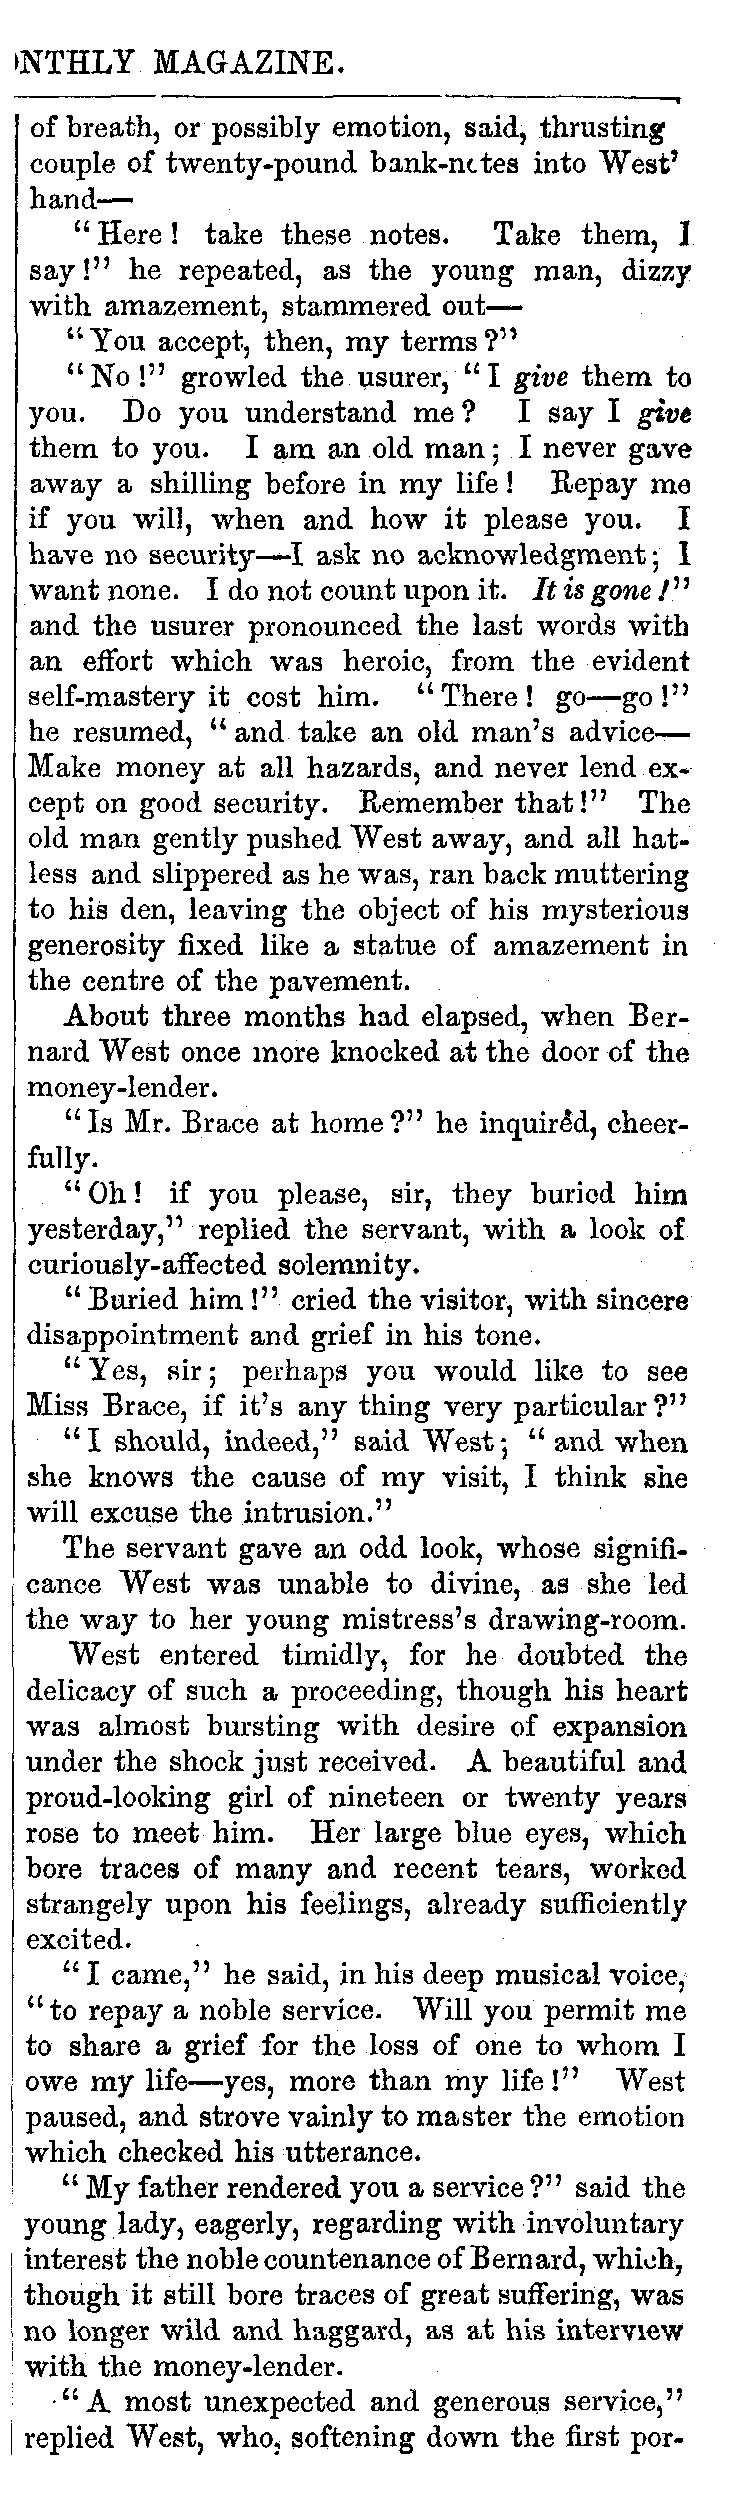 NTHLY MAGAZINE.
of breath, or possibly emotion, said, thrusting
couple of twenty-pound bank-notes into West'
hand—
"Here! take these notes. Take them, I
say!" he repeated, as the young man, dizzy
with amazement, stammered out—
"You accept, then, my terms?"
"No!" growled the usurer, "I give them to
you. Do you understand me? I say I give
them to you. I am an old man; I never gave
away a shilling before in my life! Repay me
if you will, when and how it please you. I
have no security—I ask no acknowledgment; I
want none. I do not count upon it. It is gone!"
and the usurer pronounced the last words with
an effort which was heroic, from the evident
self-mastery it cost him. "There! go—go!"
he resumed, "and take an old man's advice—
Make money at all hazards, and never lend ex-
cept on good security. Remember that!" The
old man gently pushed West away, and all hat-
less and slippered as he was, ran back muttering
to his den, leaving the object of his mysterious
generosity fixed like a statue of amazement in
the centre of the pavement.
About three months had elapsed, when Ber-
nard West once more knocked at the door of the
money-lender.
"Is Mr. Brace at home?" he inquired, cheer-
fully.
"Oh! if you please, sir, they buried him
yesterday," replied the servant, with a look of
curiously-affected solemnity.
"Buried him!" cried the visitor, with sincere
disappointment and grief in his tone.
"Yes, sir; perhaps you would like to see
Miss Brace, if it's any thing very particular?"
"I should, indeed," said West; "and when
she knows the cause of my visit, I think she
will excuse the intrusion."
The servant gave an odd look, whose signifi-
cance West was unable to divine, as she led
the way to her young mistress's drawing-room.
West entered timidly, for he doubted the
delicacy of such a proceeding, though his heart
was almost bursting with desire of expansion
under the shock just received. A beautiful and
proud-looking girl of nineteen or twenty years
rose to meet him. Her large blue eyes, which
bore traces of many and recent tears, worked
strangely upon his feelings, already sufficiently
excited.
"I came," he said, in his deep musical voice,
"to repay a noble service. Will you permit me
to share a grief for the loss of one to whom I
owe my life—yes, more than my life!" West
paused, and strove vainly to master the emotion
which checked his utterance.
"My father rendered you a service?" said the
young lady, eagerly, regarding with involuntary
interest the noble countenance of Bernard, which,
though it still bore traces of great suffering, was
no longer wild and haggard, as at his interview
with the money-lender.
"A most unexpected and generous service,"
replied West, who, softening down the first por-